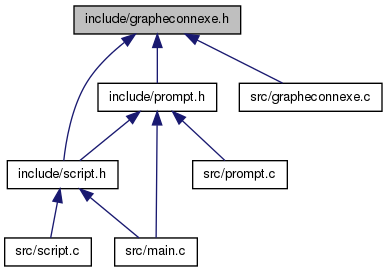 include/grapheconnexe.h
include/prompt.h
src/grapheconnexe.c
include/script.h
src/prompt.c
src/script.c
src/main.c